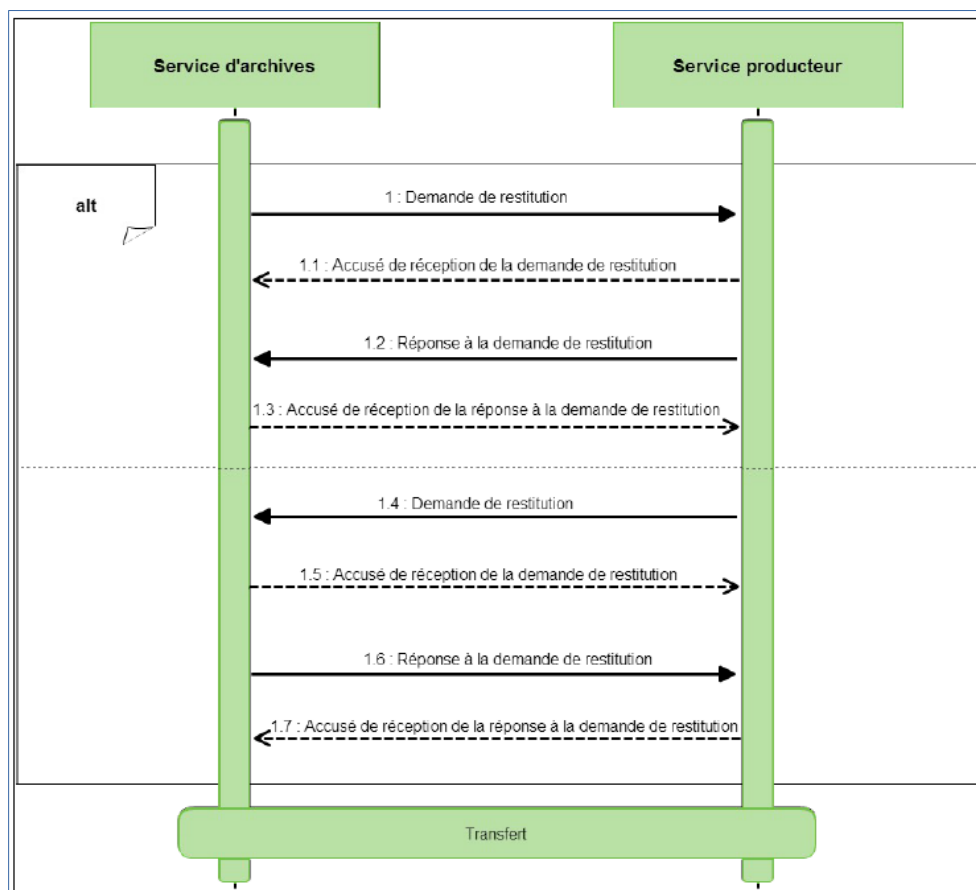 Service d'archives
Service producteur
alt
1 : Demande de restitution
1.1 : Accusé de réception de la demande de restitution
1.2 : Réponse à la demande de restitution
1.3 : Accusé de réception de la réponse à la demande de restitution
1.4 : Demande de restitution
1.5 : Accusé de réception de la demande de restitution
1.6 : Réponse à la demande de restitution
1.7 : Accusé de réception de la réponse à la demande de restitution
Transfert